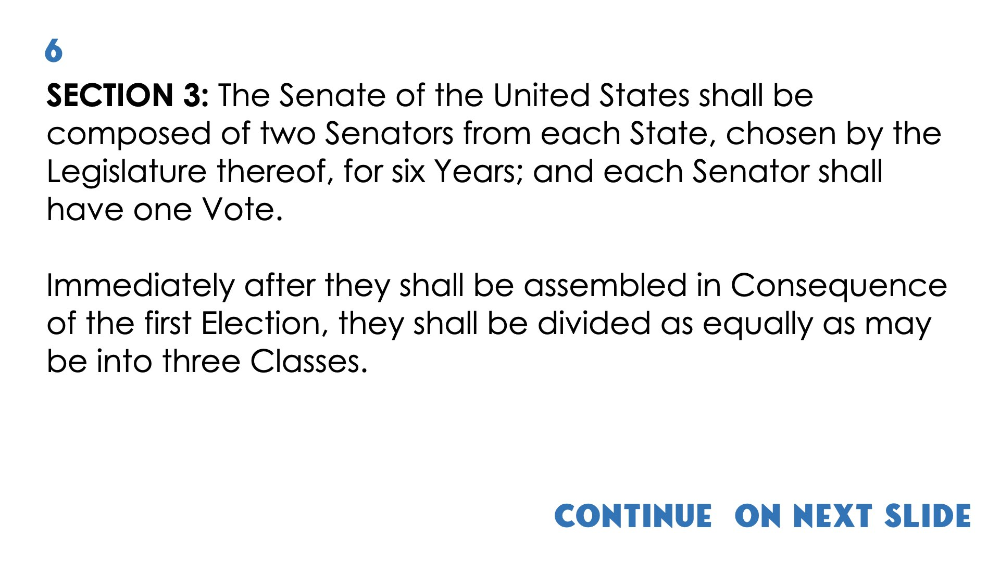 6
SECTION 3: The Senate of the United States shall be
composed of two Senators from each State, chosen by the
Legislature thereof, for six Years; and each Senator shall
have one Vote.
Immediately after they shall be assembled in Consequence
of the first Election, they shall be divided as equally as may
be into three Classes.
CONTINUE ON NEXT SLIDE